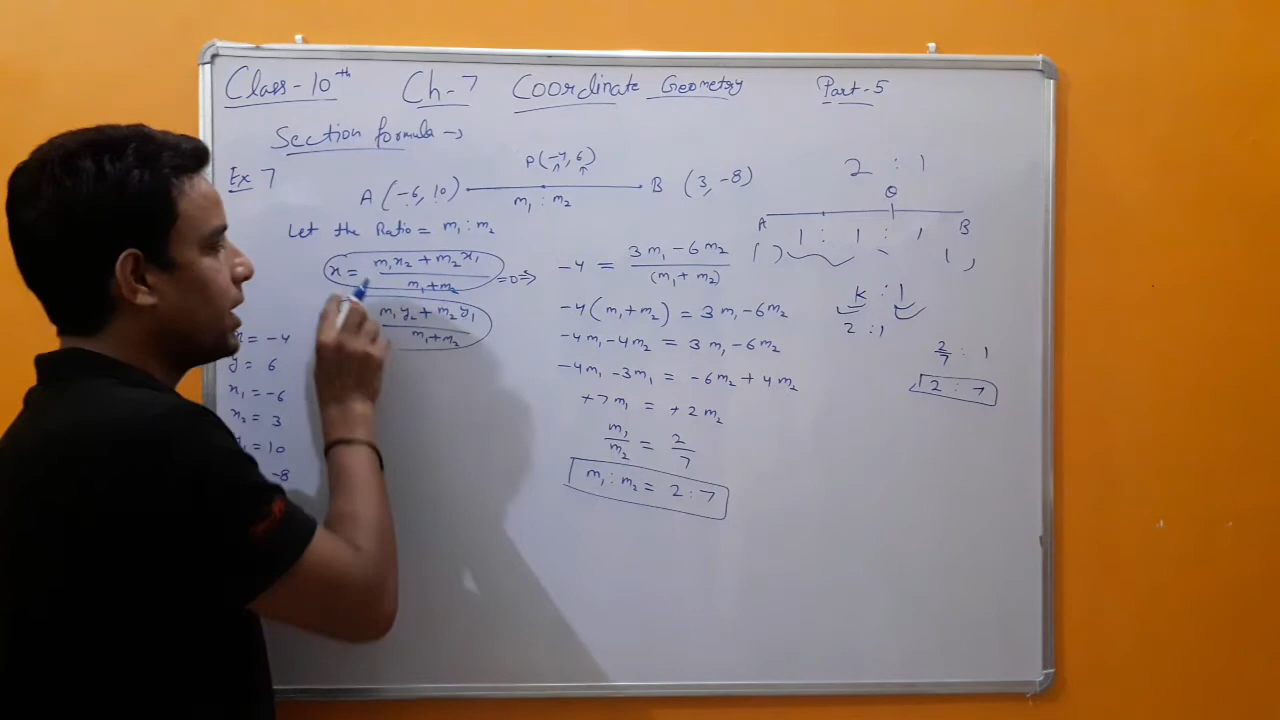 Class-10th Ch-7 Coordinate Geometry Part-5
Section formula →
Ex 7
P(-4, 6)
A (-6, 10) B (3, -8)
m₁ : m₂
Let the Ratio = m₁ : m₂
x = m₁x₂ + m₂x₁ / m₁+m₂
m₁y₂ + m₂y₁ / m₁+m₂
x = -4
y = 6
x₁ = -6
x₂ = 3
= 10
-8
⇒ -4 = 3m₁ - 6m₂ / (m₁ + m₂)
-4(m₁+m₂) = 3m₁-6m₂
-4m₁-4m₂ = 3m₁-6m₂
-4m₁-3m₁ = -6m₂+4m₂
+7m₁ = +2m₂
m₁/m₂ = 2/7
m₁ : m₂ = 2 : 7
2 : 1
Q
A B
1 : 1 : 1
K : 1
2 : 1
2/7 : 1
2 : 7